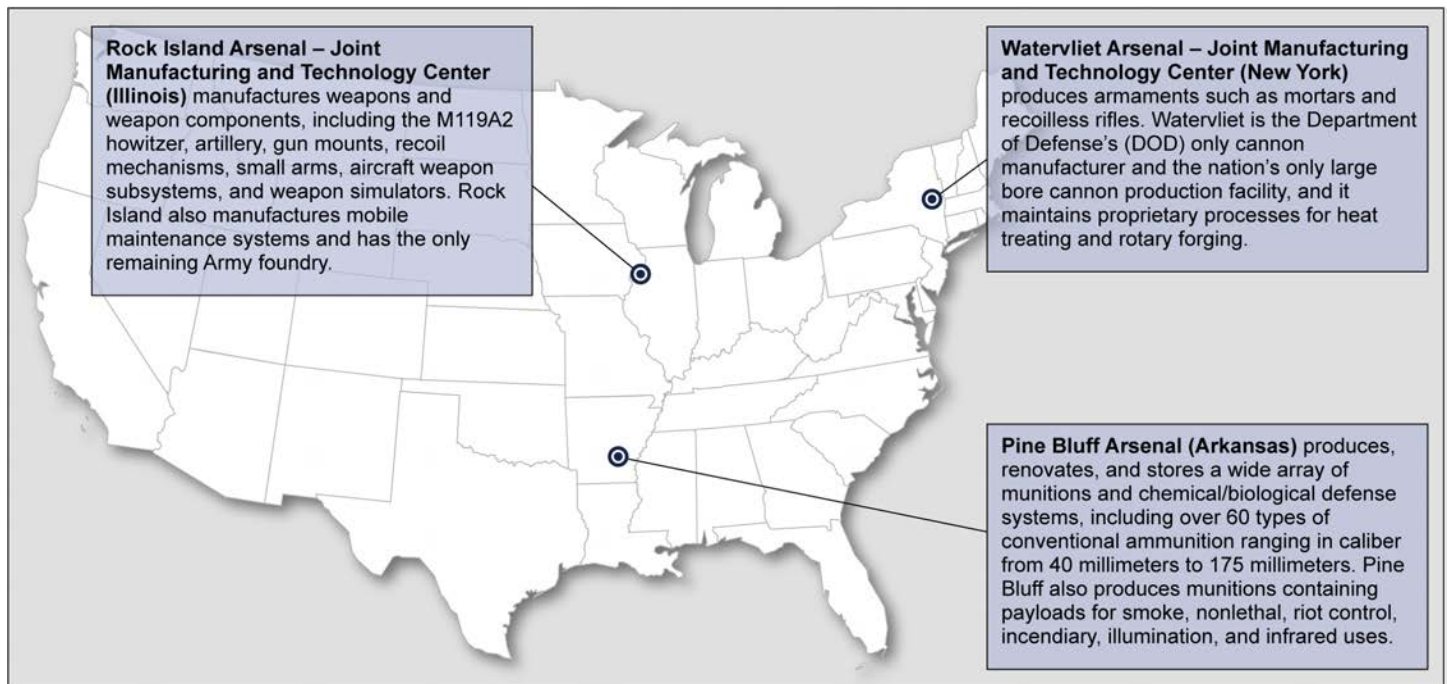 Rock Island Arsenal – Joint
Manufacturing and Technology Center
(Illinois) manufactures weapons and
weapon components, including the M119A2
howitzer, artillery, gun mounts, recoil
mechanisms, small arms, aircraft weapon
subsystems, and weapon simulators. Rock
Island also manufactures mobile
maintenance systems and has the only
remaining Army foundry.
Watervliet Arsenal – Joint Manufacturing
and Technology Center (New York)
produces armaments such as mortars and
recoilless rifles. Watervliet is the Department
of Defense’s (DOD) only cannon
manufacturer and the nation’s only large
bore cannon production facility, and it
maintains proprietary processes for heat
treating and rotary forging.
Pine Bluff Arsenal (Arkansas) produces,
renovates, and stores a wide array of
munitions and chemical/biological defense
systems, including over 60 types of
conventional ammunition ranging in caliber
from 40 millimeters to 175 millimeters. Pine
Bluff also produces munitions containing
payloads for smoke, nonlethal, riot control,
incendiary, illumination, and infrared uses.